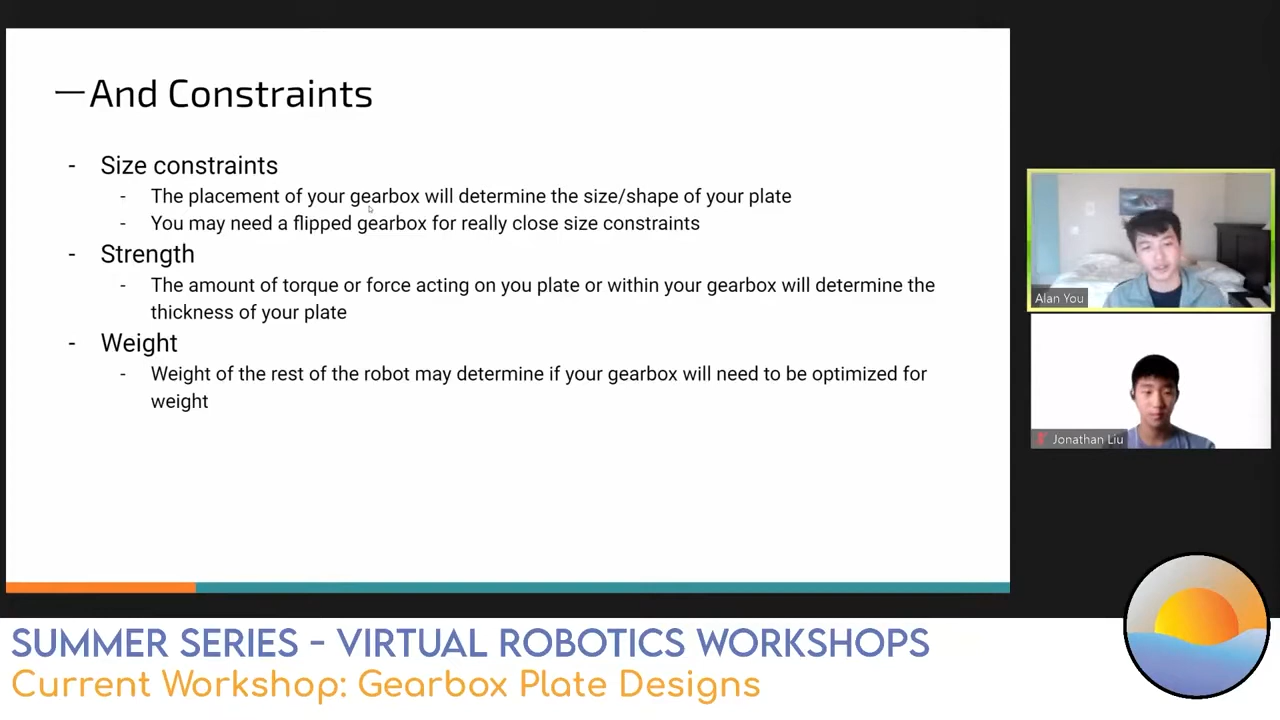 And Constraints
- Size constraints
- The placement of your gearbox will determine the size/shape of your plate
- You may need a flipped gearbox for really close size constraints
- Strength
- The amount of torque or force acting on you plate or within your gearbox will determine the
thickness of your plate
- Weight
- Weight of the rest of the robot may determine if your gearbox will need to be optimized for
weight
Alan You
Jonathan Liu
SUMMER SERIES - VIRTUAL ROBOTICS WORKSHOPS
Current Workshop: Gearbox Plate Designs